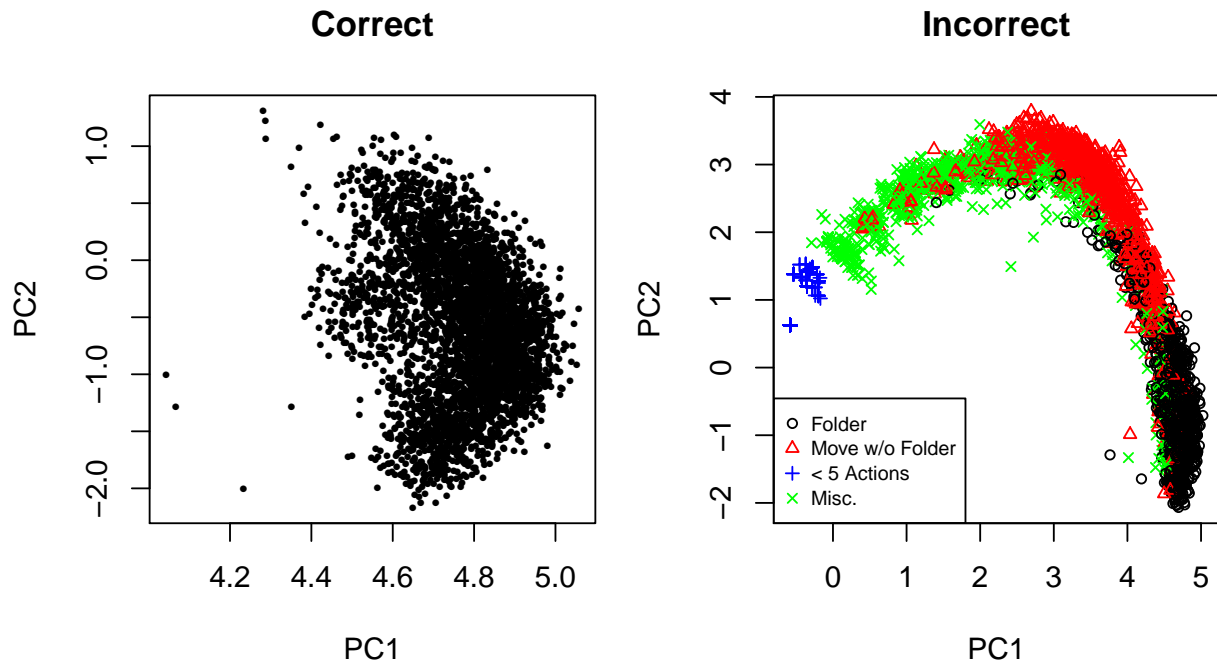 Correct
PC2
1.0
0.0
−1.0
−2.0
4.2 4.4 4.6 4.8 5.0
PC1
Incorrect
PC2
4
3
2
1
0
−1
−2
Folder
Move w/o Folder
< 5 Actions
Misc.
0 1 2 3 4 5
PC1